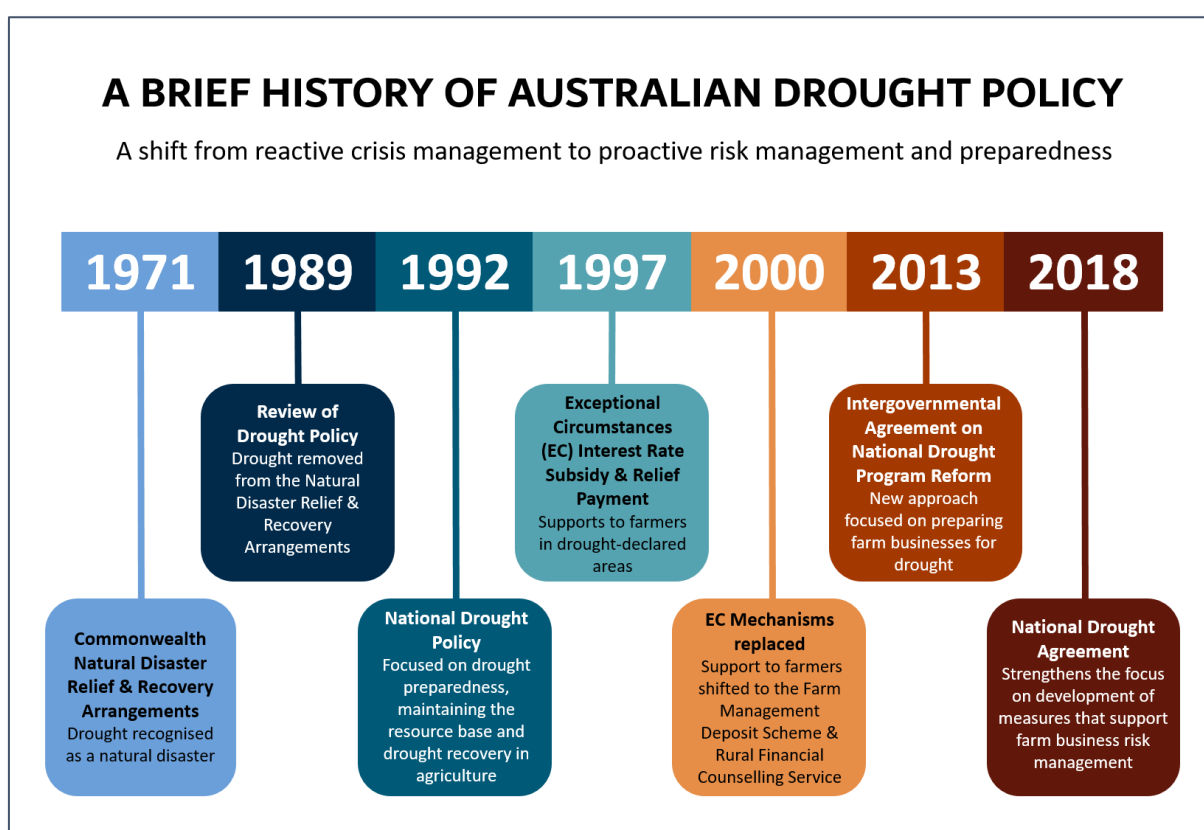 A BRIEF HISTORY OF AUSTRALIAN DROUGHT POLICY
A shift from reactive crisis management to proactive risk management and preparedness
1971
1989
1992
1997
2000
2013
2018
Commonwealth
Natural Disaster
Relief & Recovery
Arrangements
Drought recognised
as a natural disaster
Review of
Drought Policy
Drought removed
from the Natural
Disaster Relief &
Recovery
Arrangements
National Drought
Policy
Focused on drought
preparedness,
maintaining the
resource base and
drought recovery in
agriculture
Exceptional
Circumstances
(EC) Interest Rate
Subsidy & Relief
Payment
Supports to farmers
in drought-declared
areas
EC Mechanisms
replaced
Support to farmers
shifted to the Farm
Management
Deposit Scheme &
Rural Financial
Counselling Service
Intergovernmental
Agreement on
National Drought
Program Reform
New approach
focused on preparing
farm businesses for
drought
National Drought
Agreement
Strengthens the focus
on development of
measures that support
farm business risk
management